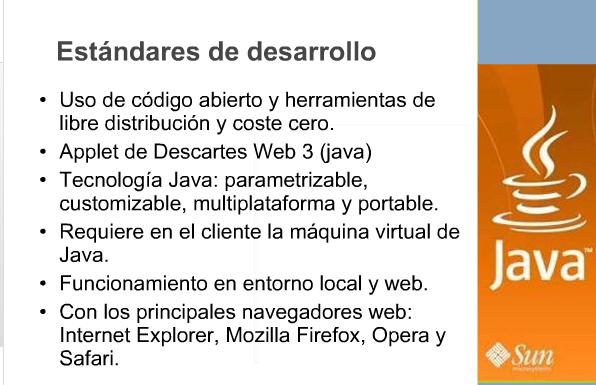 Estándares de desarrollo
• Uso de código abierto y herramientas de
libre distribución y coste cero.
• Applet de Descartes Web 3 (java)
• Tecnología Java: parametrizable,
customizable, multiplataforma y portable.
• Requiere en el cliente la máquina virtual de
Java.
• Funcionamiento en entorno local y web.
• Con los principales navegadores web:
Internet Explorer, Mozilla Firefox, Opera y
Safari.
Java™
Sun
microsystems